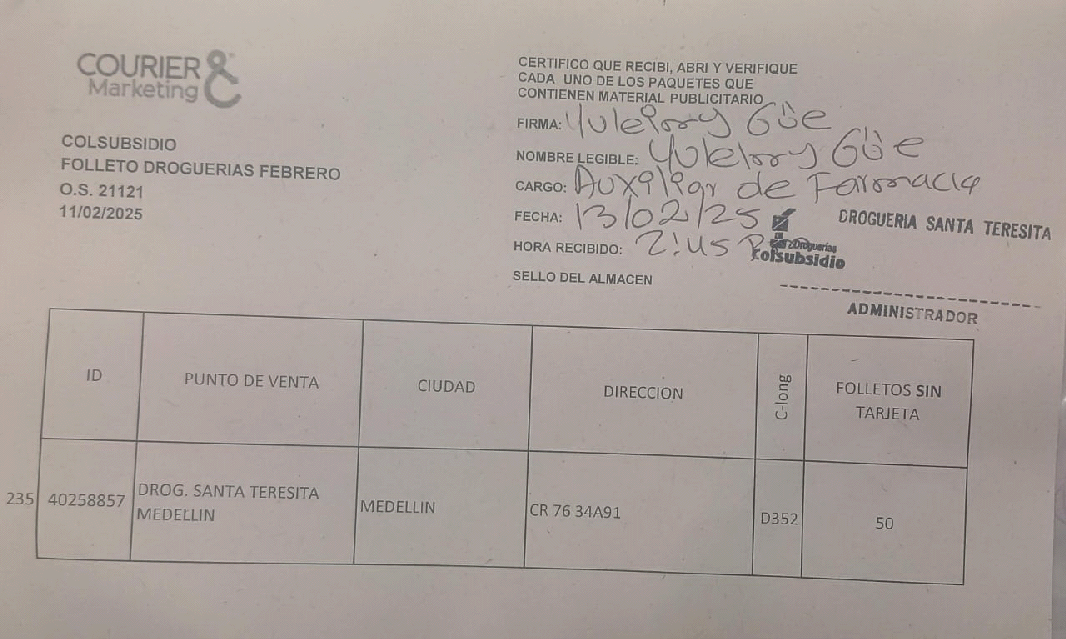 COURIER &
Marketing
COLSUBSIDIO
FOLLETO DROGUERIAS FEBRERO
O.S. 21121
11/02/2025
CERTIFICO QUE RECIBI, ABRI Y VERIFIQUE
CADA UNO DE LOS PAQUETES QUE
CONTIENEN MATERIAL PUBLICITARIO
FIRMA:
NOMBRE LEGIBLE:
CARGO: Auxiliar de Farmacia
FECHA: 13/02/25
HORA RECIBIDO: 2:45
SELLO DEL ALMACEN
DROGUERIA SANTA TERESITA
Droguerias
Colsubsidio
ADMINISTRADOR
ID PUNTO DE VENTA CIUDAD DIRECCION C-long FOLLETOS SIN
TARJETA
235 40258857 DROG. SANTA TERESITA
MEDELLIN MEDELLIN CR 76 34A91 D352 50